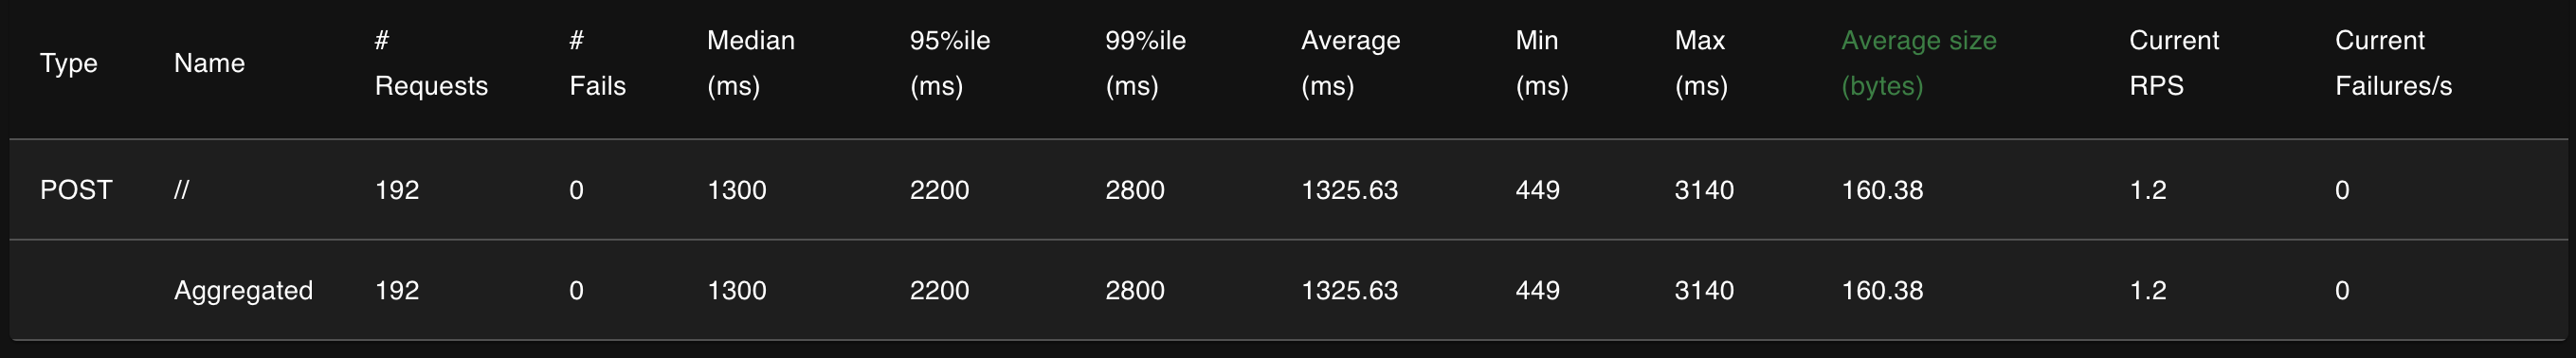 Type Name # Requests # Fails Median (ms) 95%ile (ms) 99%ile (ms) Average (ms) Min (ms) Max (ms) Average size (bytes) Current RPS Current Failures/s
POST // 192 0 1300 2200 2800 1325.63 449 3140 160.38 1.2 0
Aggregated 192 0 1300 2200 2800 1325.63 449 3140 160.38 1.2 0